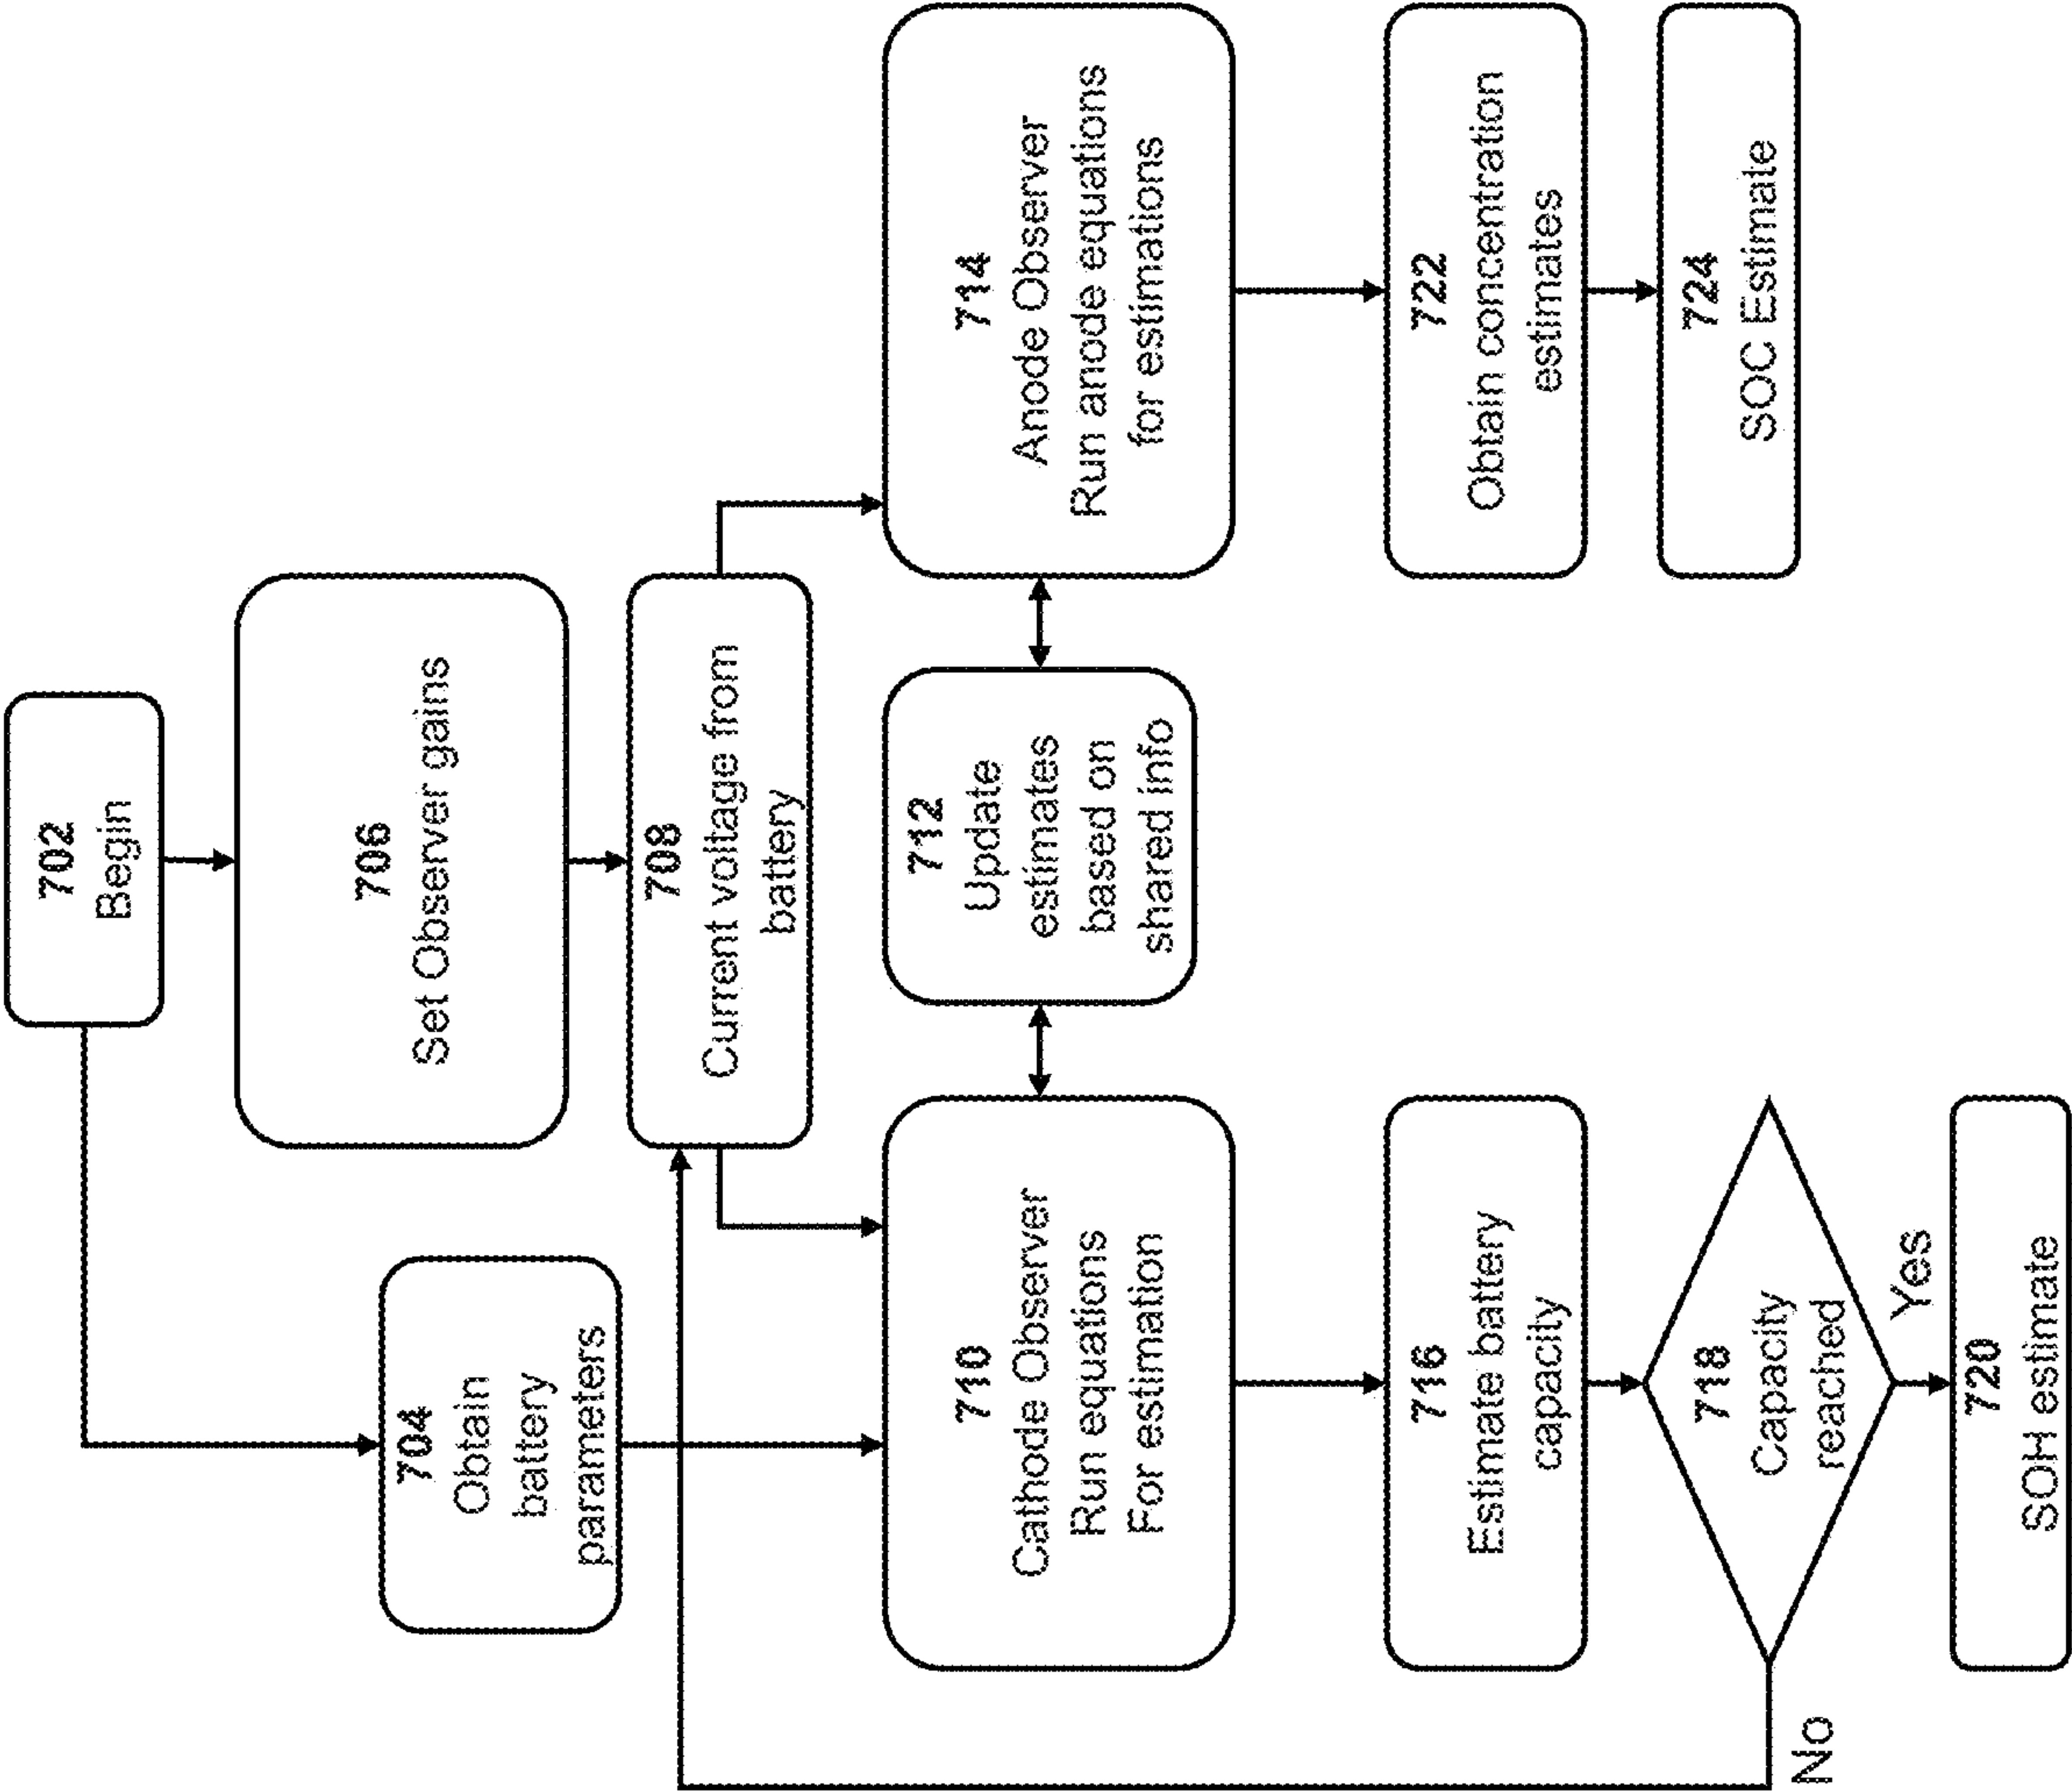 702
Begin
704
Obtain
battery
parameters
706
Set Observer gains
708
Current voltage from
battery
710
Cathode Observer
Run equations
For estimation
712
Update
estimates
based on
shared info
714
Anode Observer
Run anode equations
for estimations
716
Estimate battery
capacity
718
Capacity
reached
No
Yes
720
SOH estimate
722
Obtain concentration
estimates
724
SOC Estimate